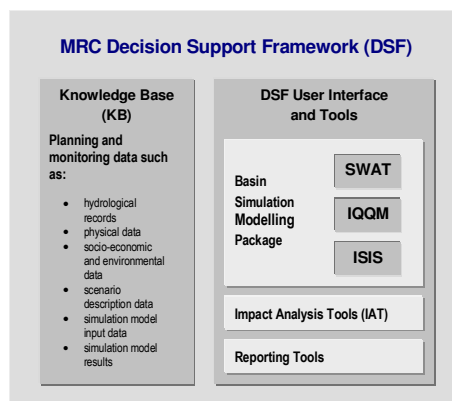 MRC Decision Support Framework (DSF)
Knowledge Base
(KB)
Planning and
monitoring data such
as:
• hydrological
records
• physical data
• socio-economic
and environmental
data
• scenario
description data
• simulation model
input data
• simulation model
results
DSF User Interface
and Tools
Basin
Simulation
Modelling
Package
SWAT
IQQM
ISIS
Impact Analysis Tools (IAT)
Reporting Tools